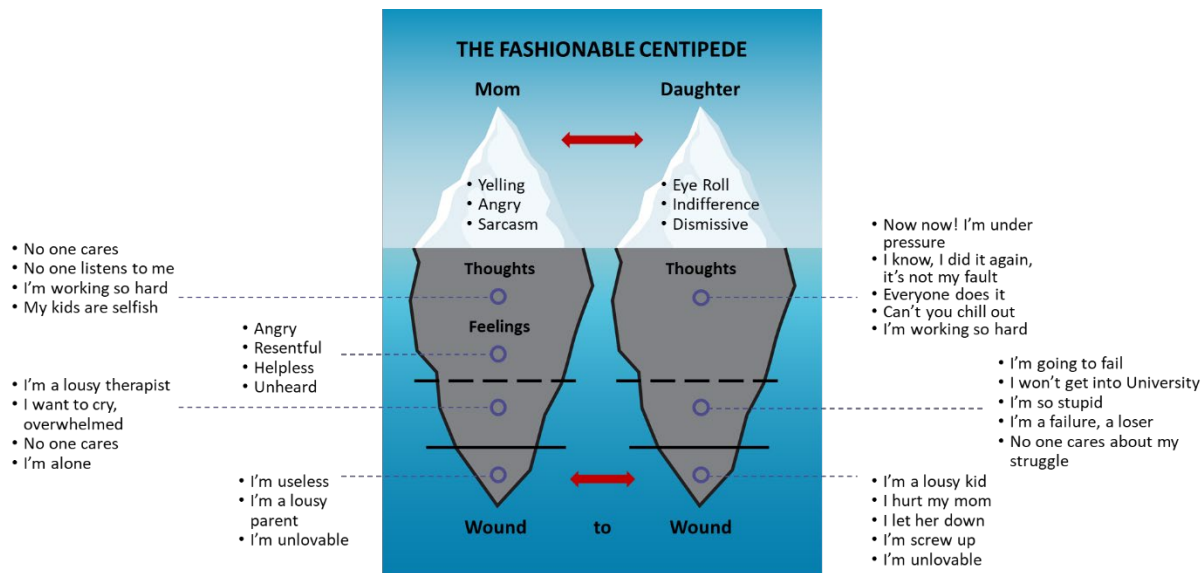 THE FASHIONABLE CENTIPEDE
Mom
Daughter
• Yelling
• Angry
• Sarcasm
• Eye Roll
• Indifference
• Dismissive
• No one cares
• No one listens to me
• I'm working so hard
• My kids are selfish
Thoughts
Thoughts
• Now now! I'm under
pressure
• I know, I did it again,
it's not my fault
• Everyone does it
• Can't you chill out
• I'm working so hard
Feelings
• Angry
• Resentful
• Helpless
• Unheard
• I'm a lousy therapist
• I want to cry,
overwhelmed
• No one cares
• I'm alone
• I'm going to fail
• I won't get into University
• I'm so stupid
• I'm a failure, a loser
• No one cares about my
struggle
• I'm useless
• I'm a lousy
parent
• I'm unlovable
• I'm a lousy kid
• I hurt my mom
• I let her down
• I'm screw up
• I'm unlovable
Wound to Wound